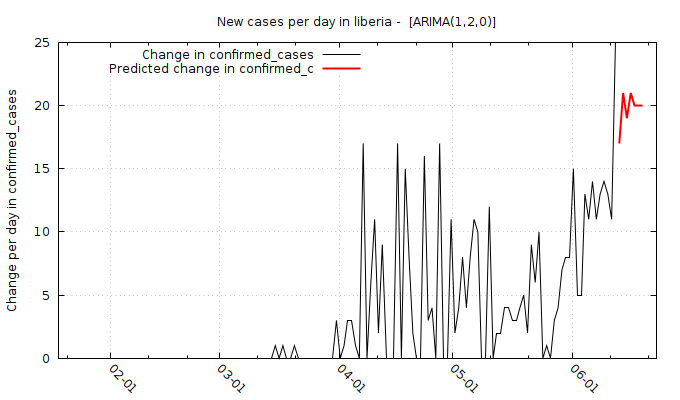 New cases per day in liberia -  [ARIMA(1,2,0)]
Change in confirmed_cases
Predicted change in confirmed_c
Change per day in confirmed_cases
25
20
15
10
5
0
02-01
03-01
04-01
05-01
06-01